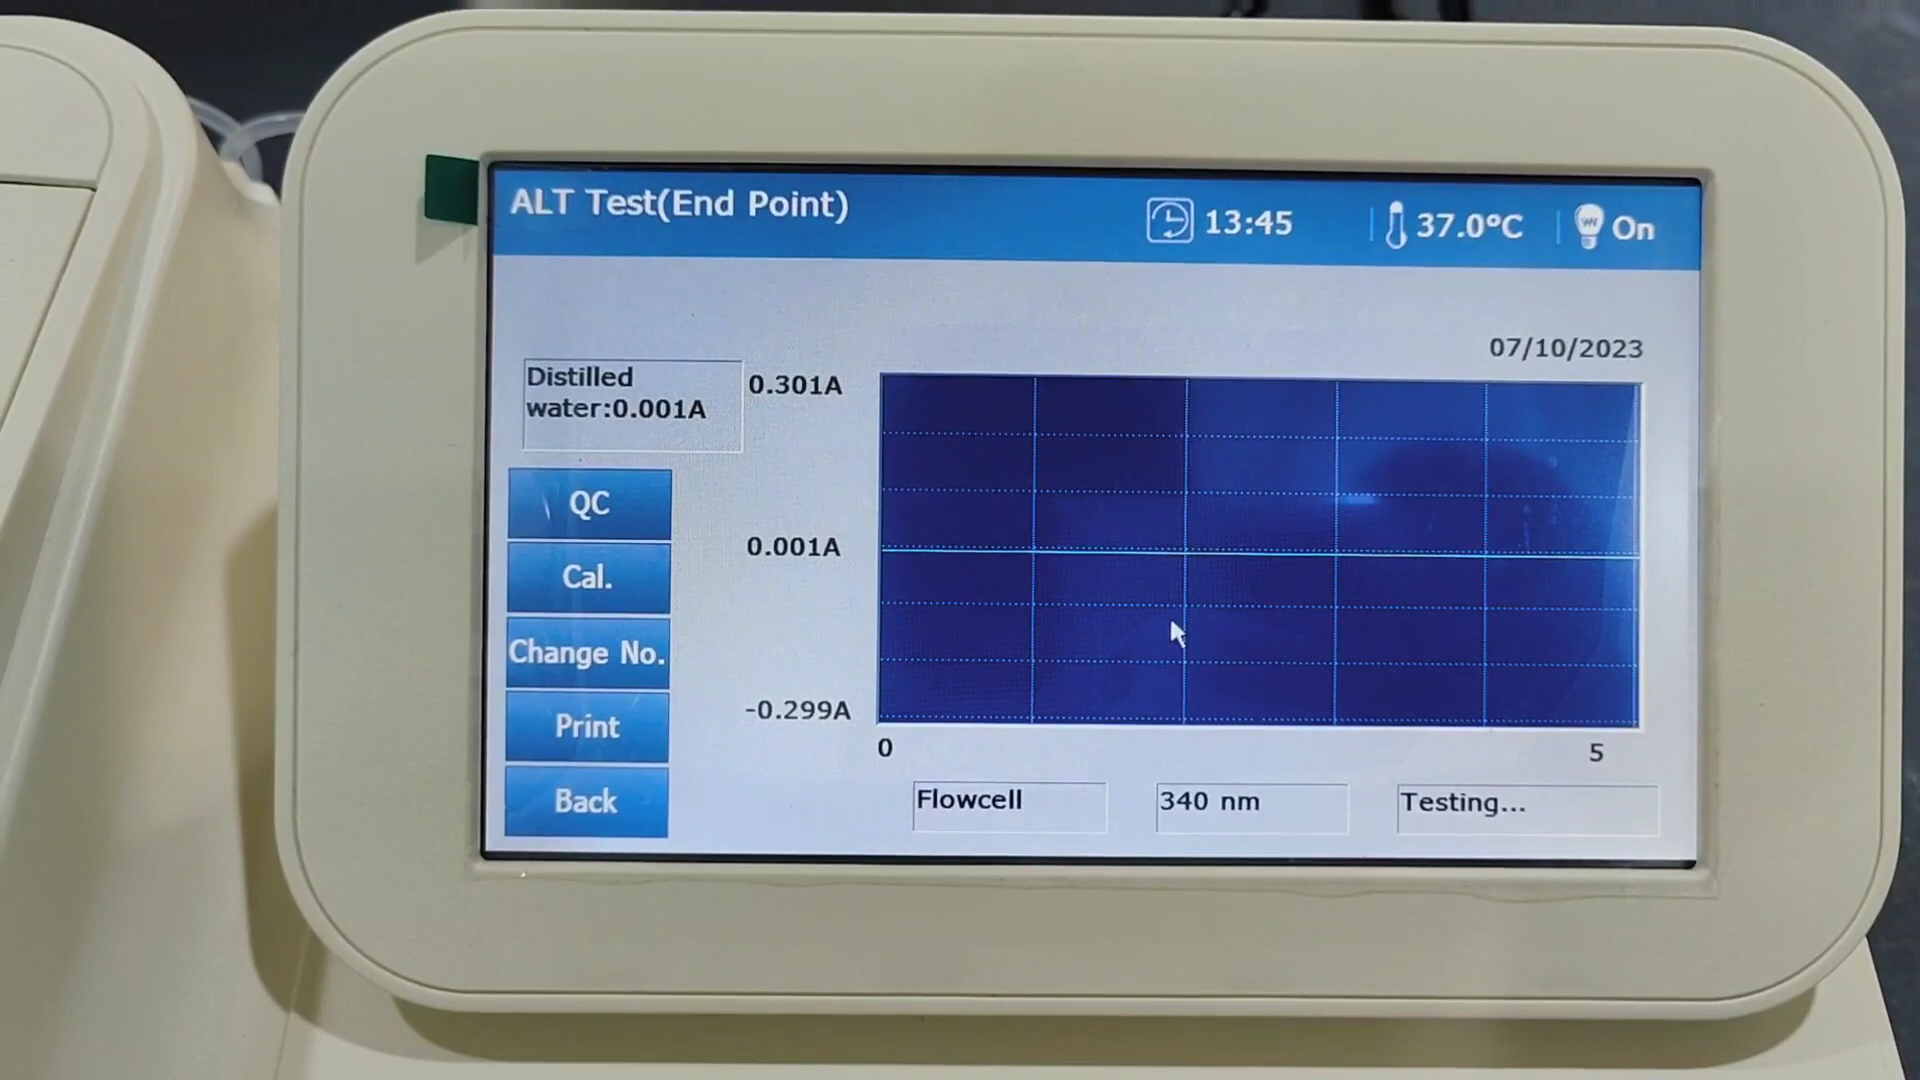 ALT Test(End Point)
13:45
37.0°C
On
07/10/2023
Distilled
water:0.001A
0.301A
QC
0.001A
Cal.
Change No.
-0.299A
Print
0
5
Back
Flowcell
340 nm
Testing...